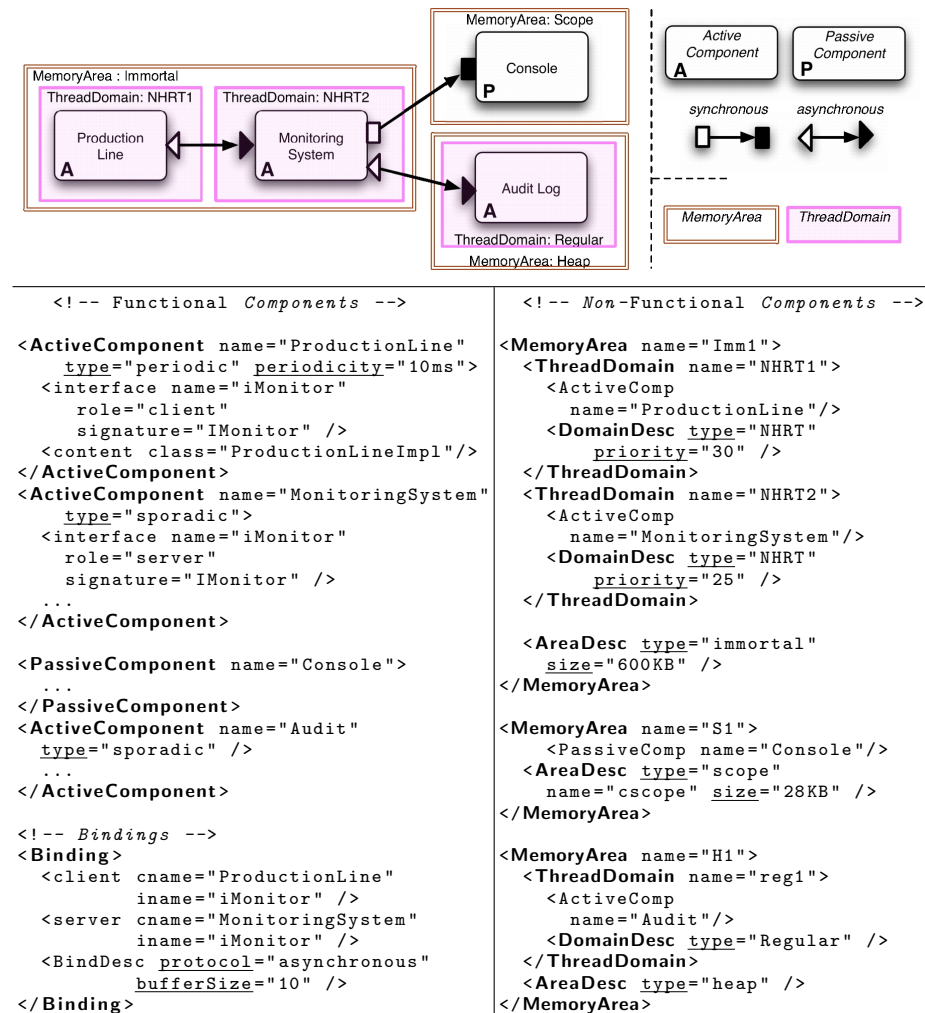 MemoryArea: Scope
Console
P
MemoryArea : Immortal
ThreadDomain: NHRT1
Production
Line
A
ThreadDomain: NHRT2
Monitoring
System
A
Audit Log
A
ThreadDomain: Regular
MemoryArea: Heap
Active
Component
A
Passive
Component
P
synchronous
asynchronous
MemoryArea
ThreadDomain
<!-- Functional Components -->
<ActiveComponent name="ProductionLine"
type="periodic" periodicity="10ms">
<interface name="iMonitor"
role="client"
signature="IMonitor" />
<content class="ProductionLineImpl"/>
</ActiveComponent>
<ActiveComponent name="MonitoringSystem"
type="sporadic">
<interface name="iMonitor"
role="server"
signature="IMonitor" />
...
</ActiveComponent>
<PassiveComponent name="Console">
...
</PassiveComponent>
<ActiveComponent name="Audit"
type="sporadic" />
...
</ActiveComponent>
<!-- Bindings -->
<Binding>
<client cname="ProductionLine"
iname="iMonitor" />
<server cname="MonitoringSystem"
iname="iMonitor" />
<BindDesc protocol="asynchronous"
bufferSize="10" />
</Binding>
<!-- Non-Functional Components -->
<MemoryArea name="Imm1">
<ThreadDomain name="NHRT1">
<ActiveComp
name="ProductionLine"/>
<DomainDesc type="NHRT"
priority="30" />
</ThreadDomain>
<ThreadDomain name="NHRT2">
<ActiveComp
name="MonitoringSystem"/>
<DomainDesc type="NHRT"
priority="25" />
</ThreadDomain>
<AreaDesc type="immortal"
size="600KB" />
</MemoryArea>
<MemoryArea name="S1">
<PassiveComp name="Console"/>
<AreaDesc type="scope"
name="cscope" size="28KB" />
</MemoryArea>
<MemoryArea name="H1">
<ThreadDomain name="reg1">
<ActiveComp
name="Audit"/>
<DomainDesc type="Regular" />
</ThreadDomain>
<AreaDesc type="heap" />
</MemoryArea>